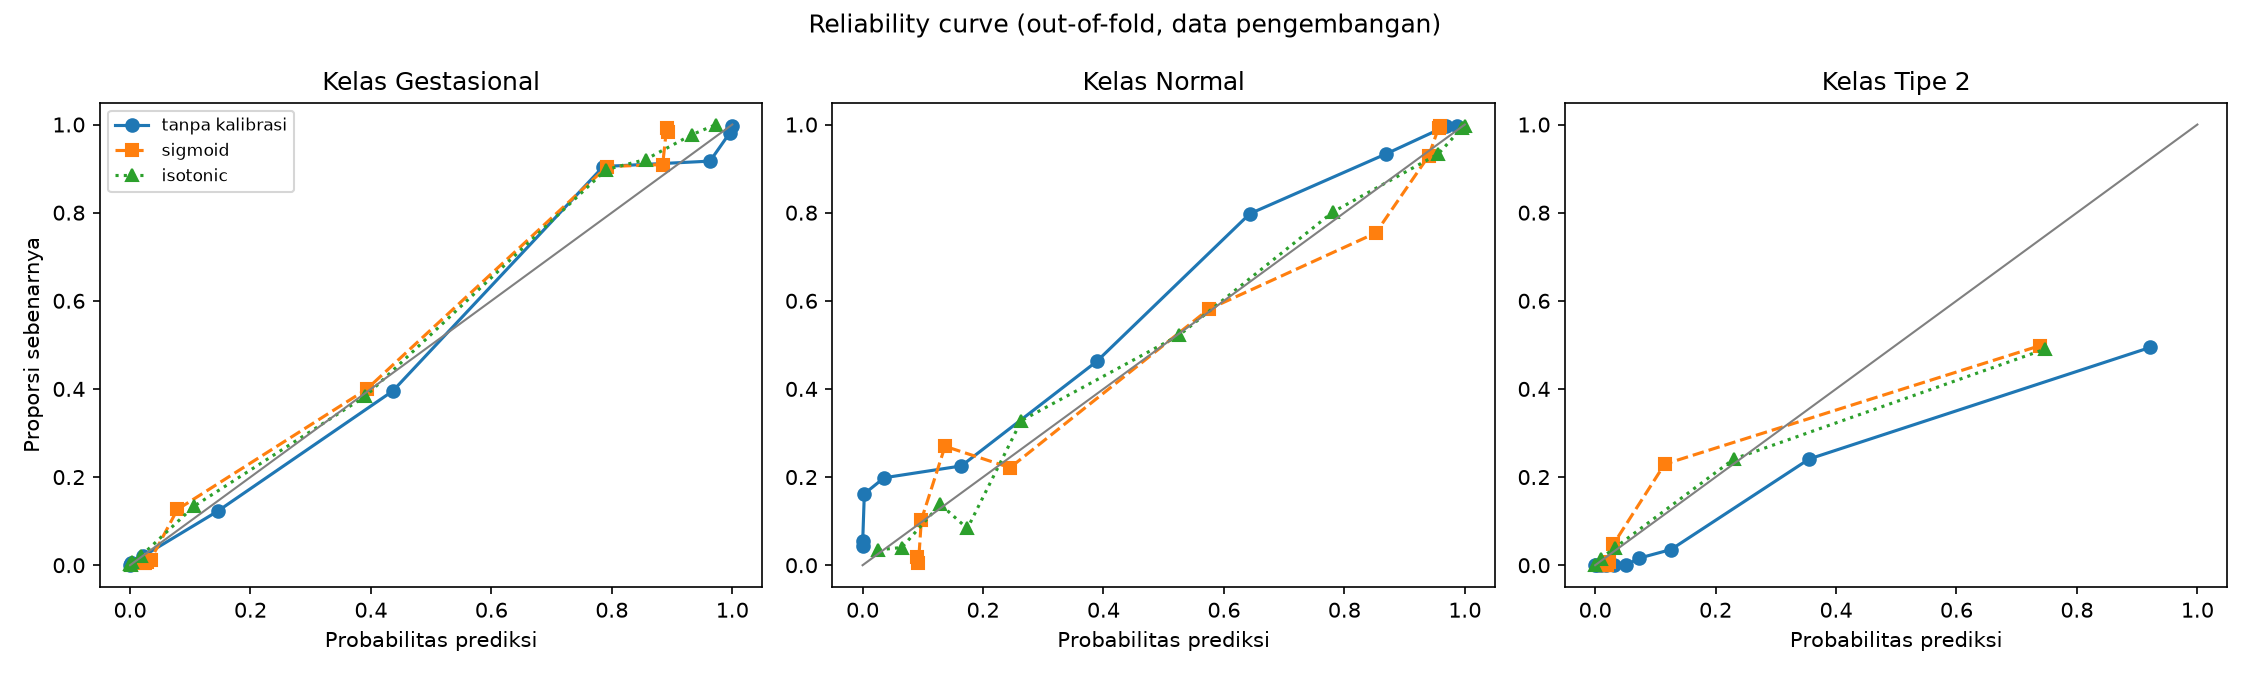 Reliability curve (out-of-fold, data pengembangan)
Kelas Gestasional
Kelas Normal
Kelas Tipe 2
tanpa kalibrasi
sigmoid
isotonic
Proporsi sebenarnya
1.0
0.8
0.6
0.4
0.2
0.0
0.0 0.2 0.4 0.6 0.8 1.0
Probabilitas prediksi
1.0
0.8
0.6
0.4
0.2
0.0
0.0 0.2 0.4 0.6 0.8 1.0
Probabilitas prediksi
1.0
0.8
0.6
0.4
0.2
0.0
0.0 0.2 0.4 0.6 0.8 1.0
Probabilitas prediksi